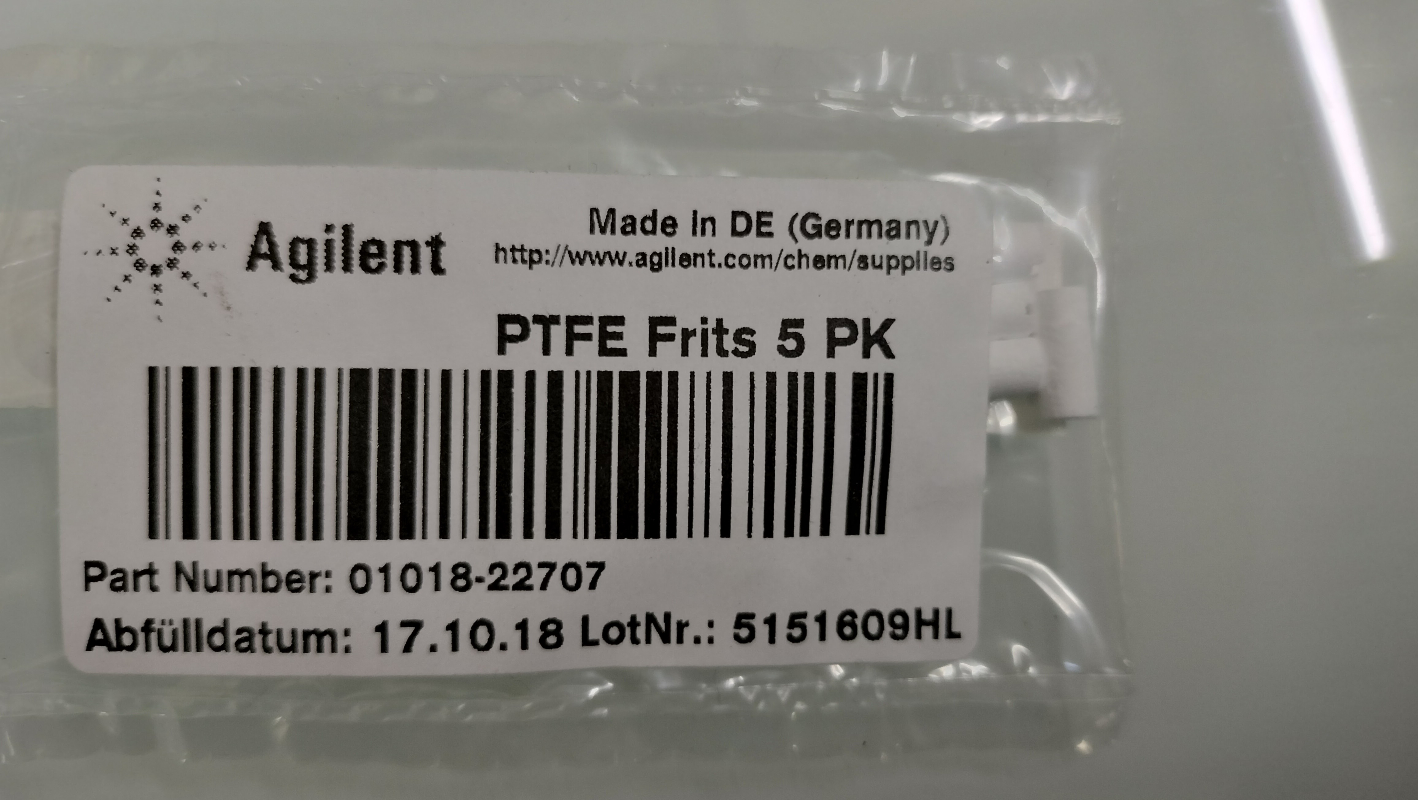 Agilent
Made In DE (Germany)
http://www.agilent.com/chem/supplies
PTFE Frits 5 PK
Part Number: 01018-22707
Abfülldatum: 17.10.18 LotNr.: 5151609HL